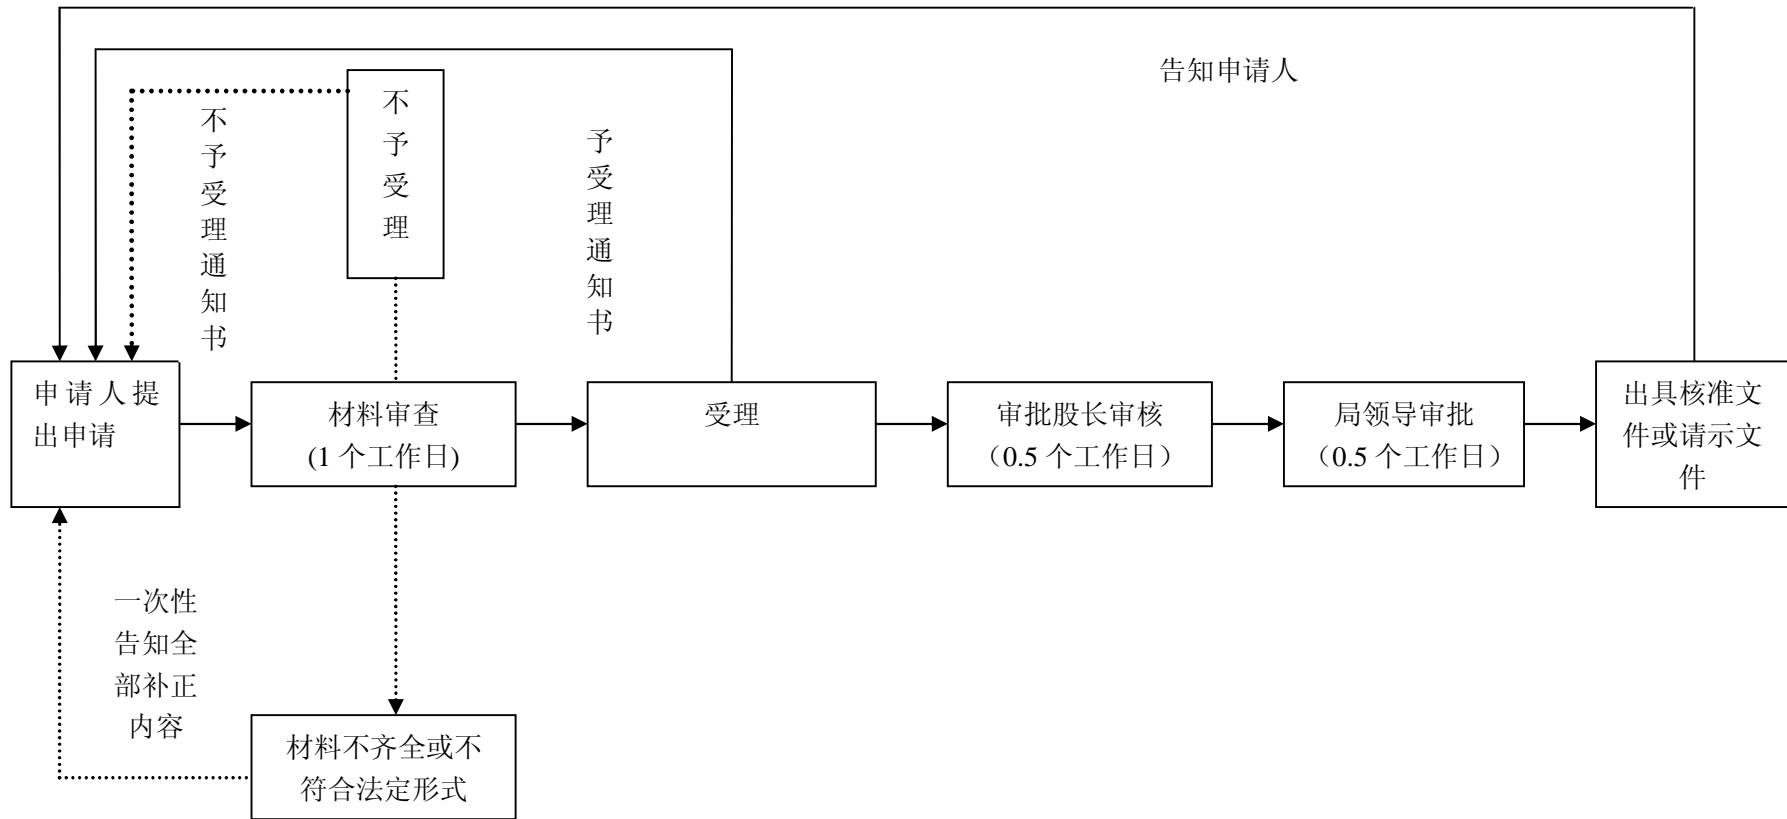 告知申请人
不予受理
不予受理通知书
予受理通知书
申请人提
出申请
材料审查
(1 个工作日)
受理
审批股长审核
（0.5 个工作日）
局领导审批
（0.5 个工作日）
出具核准文
件或请示文
件
一次性
告知全
部补正
内容
材料不齐全或不
符合法定形式